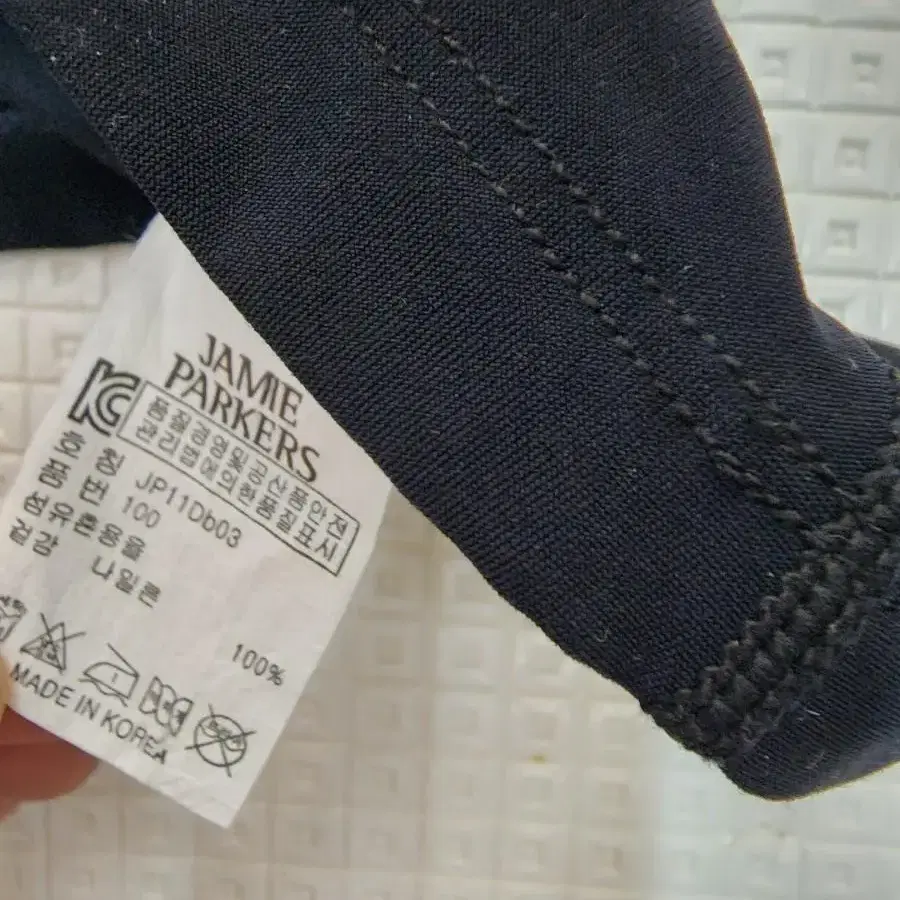 JAMIE
PARKERS
품질경영및공산품안전
관리법에의한품질표시
호 칭 JP11Db03
품 번 100
섬유혼용율
겉감 나일론 100%
MADE IN KOREA